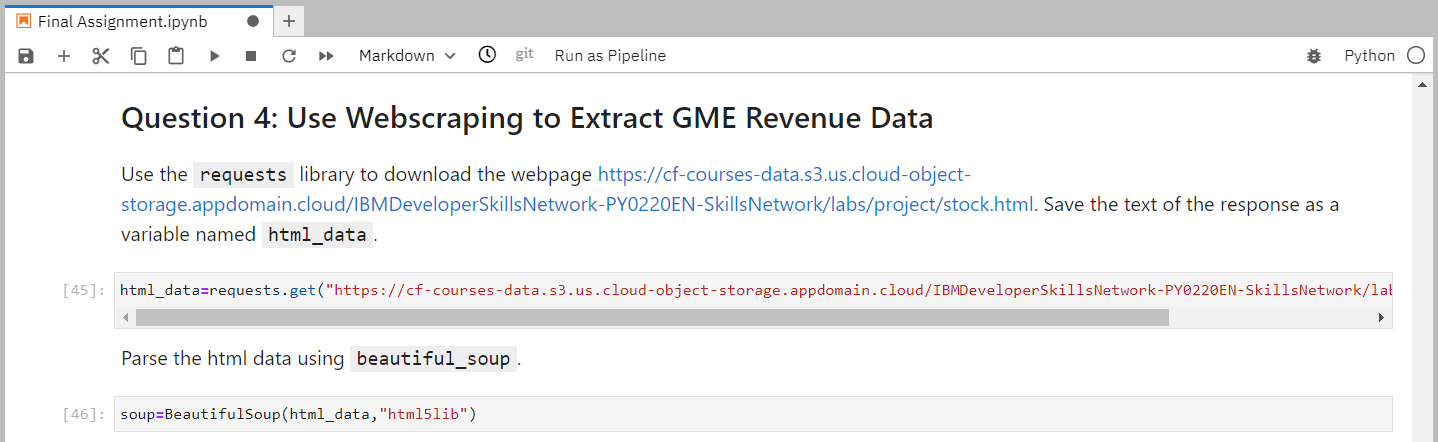 Final Assignment.ipynb
Markdown
git
Run as Pipeline
Python
Question 4: Use Webscraping to Extract GME Revenue Data
Use the requests library to download the webpage https://cf-courses-data.s3.us.cloud-object-
storage.appdomain.cloud/IBMDeveloperSkillsNetwork-PY0220EN-SkillsNetwork/labs/project/stock.html. Save the text of the response as a
variable named html_data.
[45]: html_data=requests.get("https://cf-courses-data.s3.us.cloud-object-storage.appdomain.cloud/IBMDeveloperSkillsNetwork-PY0220EN-SkillsNetwork/lab
Parse the html data using beautiful_soup.
[46]: soup=BeautifulSoup(html_data,"html5lib")